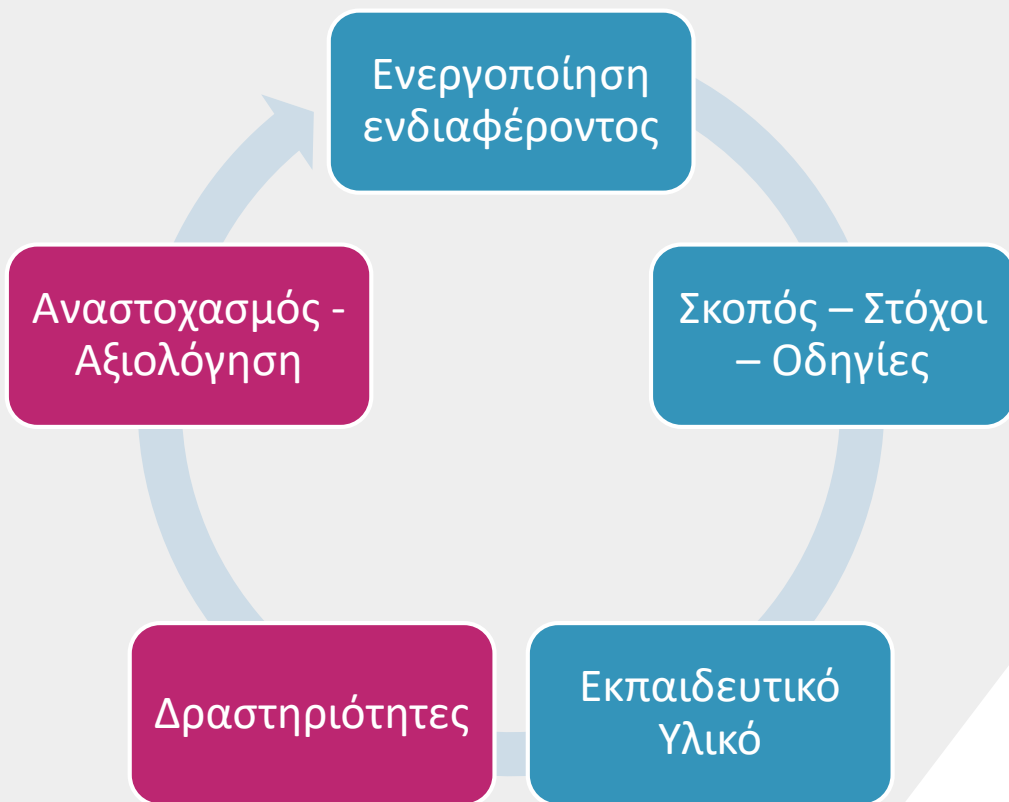 Ενεργοποίηση
ενδιαφέροντος
Σκοπός – Στόχοι
– Οδηγίες
Εκπαιδευτικό
Υλικό
Δραστηριότητες
Αναστοχασμός -
Αξιολόγηση